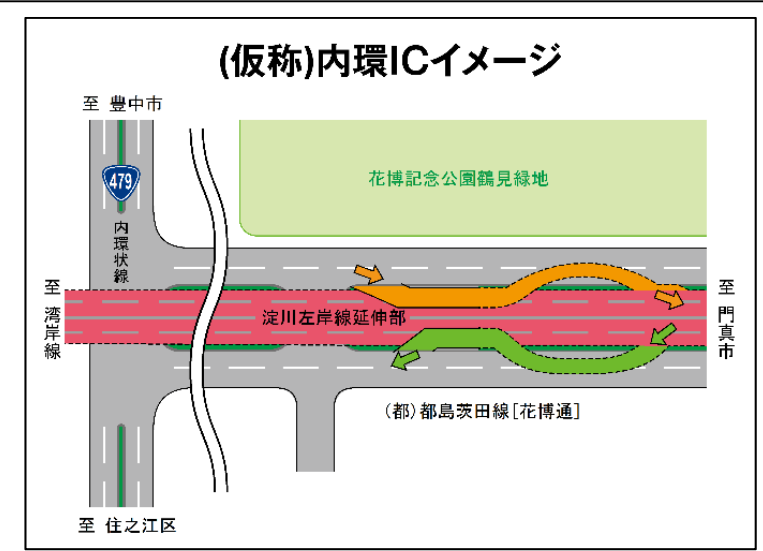 (仮称)内環ICイメージ
至 豊中市
479
花博記念公園鶴見緑地
内環状線
至 湾岸線
淀川左岸線延伸部
至 門真市
(都)都島茨田線[花博通]
至 住之江区